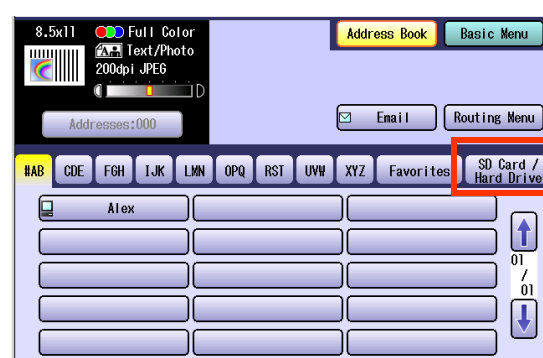 8.5x11 Full Color
A Text/Photo
200dpi JPEG
D
Addresses:000
Address Book
Basic Menu
Email
Routing Menu
#AB CDE FGH IJK LMN OPQ RST UVW XYZ Favorites SD Card / Hard Drive
Alex
01
/
01